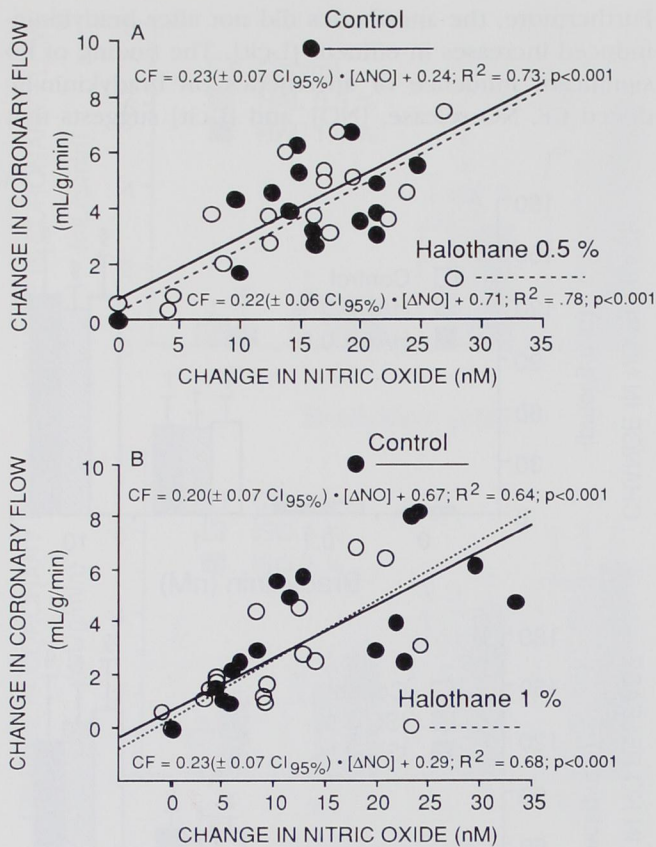 A
Control
CHANGE IN CORONARY FLOW
(mL/g/min)
10
8
6
4
2
0
CF = 0.23(± 0.07 CI95%) • [ΔNO] + 0.24; R2 = 0.73; p<0.001
Halothane 0.5 %
CF = 0.22(± 0.06 CI95%) • [ΔNO] + 0.71; R2 = .78; p<0.001
0 5 10 15 20 25 30 35
CHANGE IN NITRIC OXIDE (nM)
B
Control
CHANGE IN CORONARY FLOW
(mL/g/min)
10
8
6
4
2
0
CF = 0.20(± 0.07 CI95%) • [ΔNO] + 0.67; R2 = 0.64; p<0.001
Halothane 1 %
CF = 0.23(± 0.07 CI95%) • [ΔNO] + 0.29; R2 = 0.68; p<0.001
0 5 10 15 20 25 30 35
CHANGE IN NITRIC OXIDE (nM)